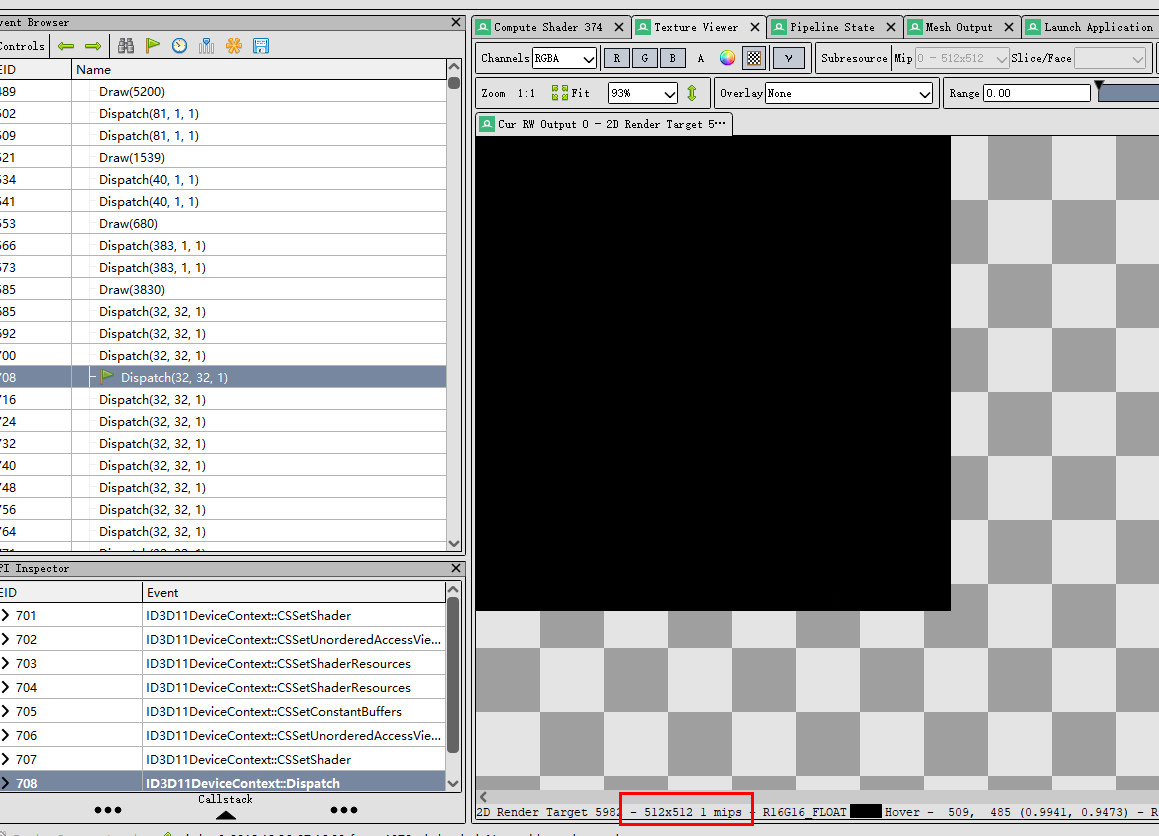 vent Browser
ontrols
EID Name
489 Draw(5200)
502 Dispatch(81, 1, 1)
509 Dispatch(81, 1, 1)
521 Draw(1539)
534 Dispatch(40, 1, 1)
541 Dispatch(40, 1, 1)
553 Draw(680)
566 Dispatch(383, 1, 1)
573 Dispatch(383, 1, 1)
585 Draw(3830)
685 Dispatch(32, 32, 1)
692 Dispatch(32, 32, 1)
700 Dispatch(32, 32, 1)
708 Dispatch(32, 32, 1)
716 Dispatch(32, 32, 1)
724 Dispatch(32, 32, 1)
732 Dispatch(32, 32, 1)
740 Dispatch(32, 32, 1)
748 Dispatch(32, 32, 1)
756 Dispatch(32, 32, 1)
764 Dispatch(32, 32, 1)
PI Inspector
EID Event
701 ID3D11DeviceContext::CSSetShader
702 ID3D11DeviceContext::CSSetUnorderedAccessVie...
703 ID3D11DeviceContext::CSSetShaderResources
704 ID3D11DeviceContext::CSSetShaderResources
705 ID3D11DeviceContext::CSSetConstantBuffers
706 ID3D11DeviceContext::CSSetUnorderedAccessVie...
707 ID3D11DeviceContext::CSSetShader
708 ID3D11DeviceContext::Dispatch
Callstack
Compute Shader 374 Texture Viewer Pipeline State Mesh Output Launch Application
Channels RGBA R G B A γ Subresource Mip 0 - 512x512 Slice/Face
Zoom 1:1 Fit 93% Overlay None Range 0.00
Cur RW Output 0 - 2D Render Target 5···
2D Render Target 5982 - 512x512 1 mips - R16G16_FLOAT Hover - 509, 485 (0.9941, 0.9473) - R